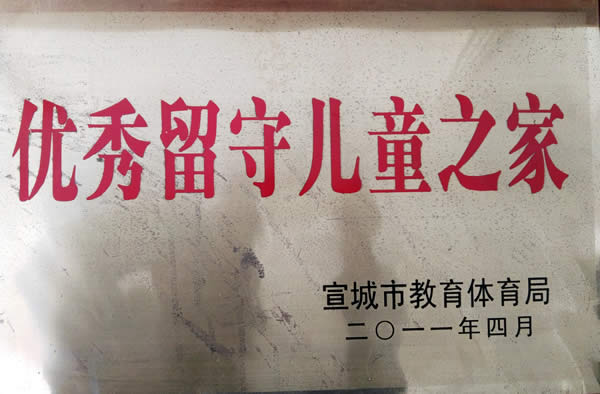 优秀留守儿童之家
宣城市教育体育局
二〇一一年四月